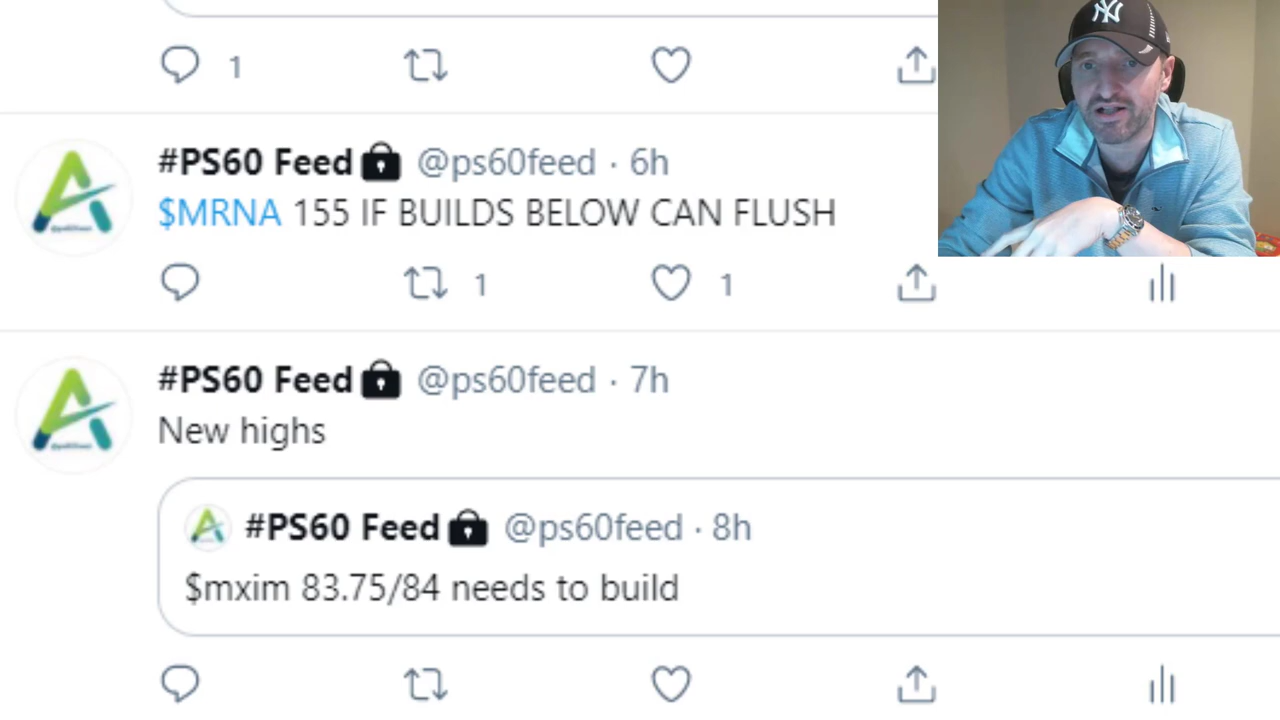 1
#PS60 Feed🔒 @ps60feed · 6h
$MRNA 155 IF BUILDS BELOW CAN FLUSH
1 1
#PS60 Feed🔒 @ps60feed · 7h
New highs
#PS60 Feed🔒 @ps60feed · 8h
$mxim 83.75/84 needs to build
NY